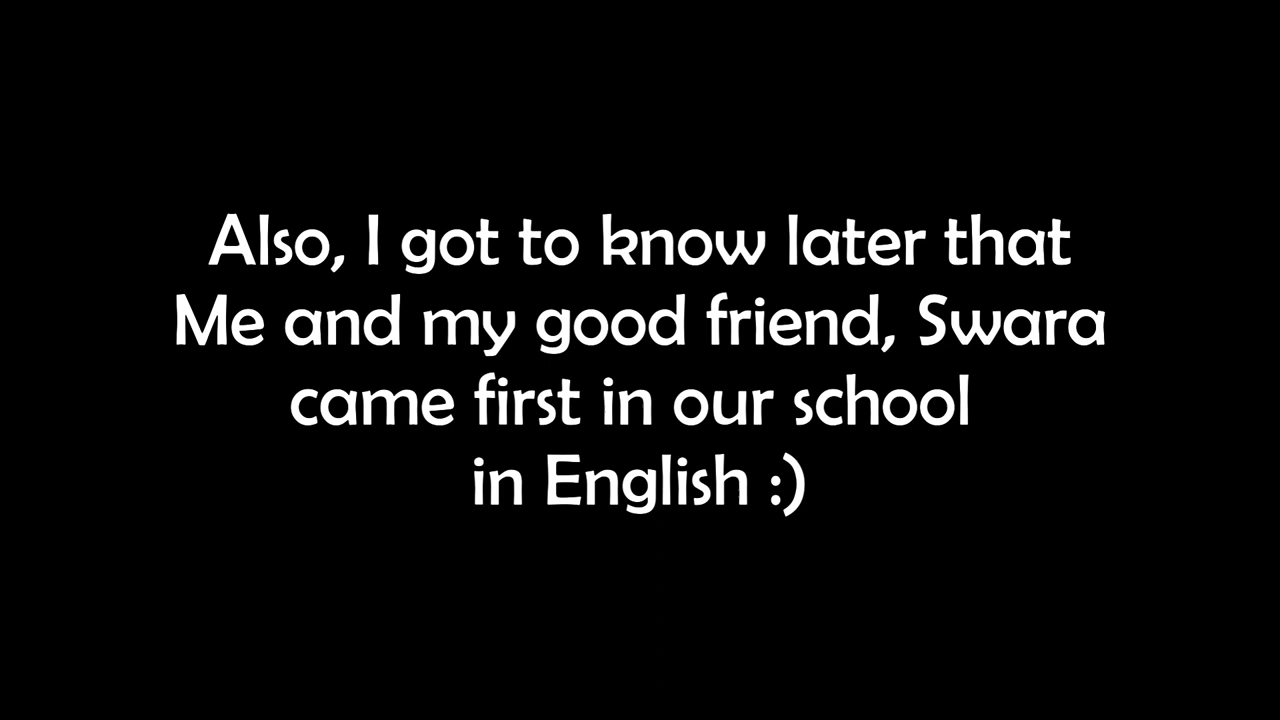 Also, I got to know later that
Me and my good friend, Swara
came first in our school
in English :)